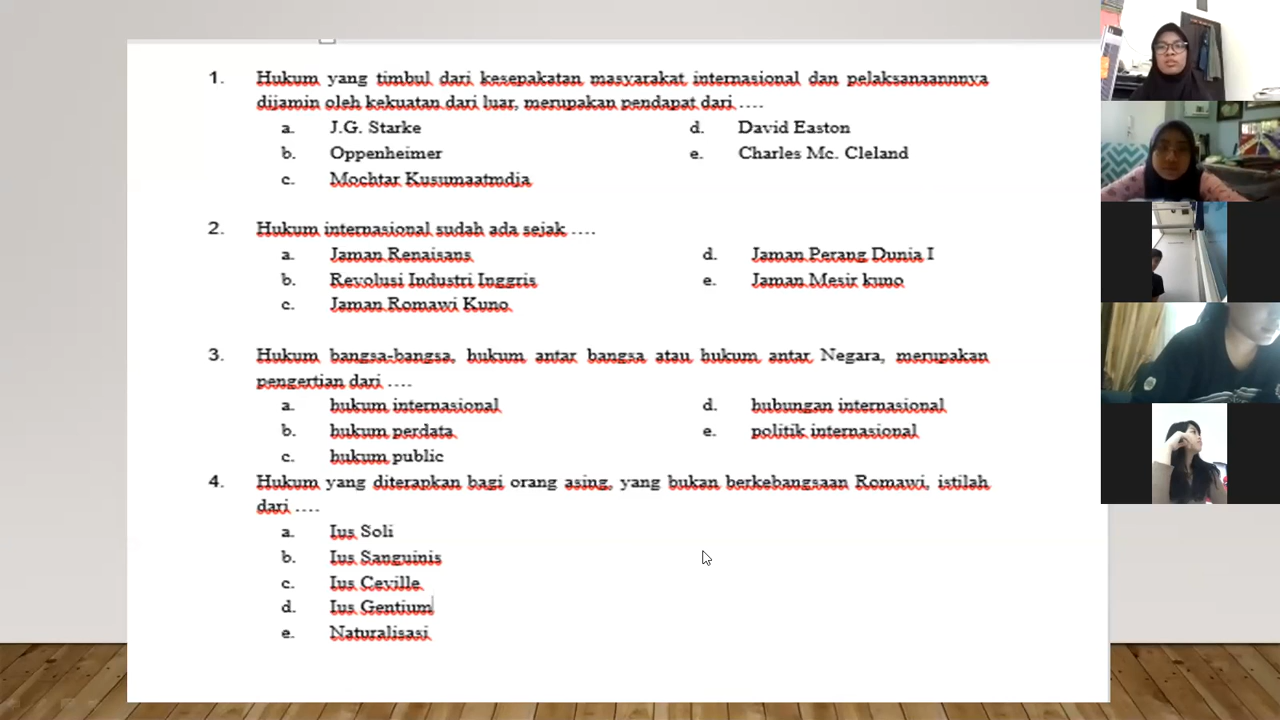 1. Hukum yang timbul dari kesepakatan masyarakat internasional dan pelaksanaannnya
dijamin oleh kekuatan dari luar, merupakan pendapat dari ....
a. J.G. Starke d. David Easton
b. Oppenheimer e. Charles Mc. Cleland
c. Mochtar Kusumaatmdja
2. Hukum internasional sudah ada sejak ....
a. Jaman Renaisans d. Jaman Perang Dunia I
b. Revolusi Industri Inggris e. Jaman Mesir kuno
c. Jaman Romawi Kuno
3. Hukum bangsa-bangsa, hukum antar bangsa atau hukum antar Negara, merupakan
pengertian dari ....
a. hukum internasional d. hubungan internasional
b. hukum perdata e. politik internasional
c. hukum public
4. Hukum yang diterapkan bagi orang asing, yang bukan berkebangsaan Romawi, istilah
dari ....
a. Ius Soli
b. Ius Sanguinis
c. Ius Ceville
d. Ius Gentium
e. Naturalisasi